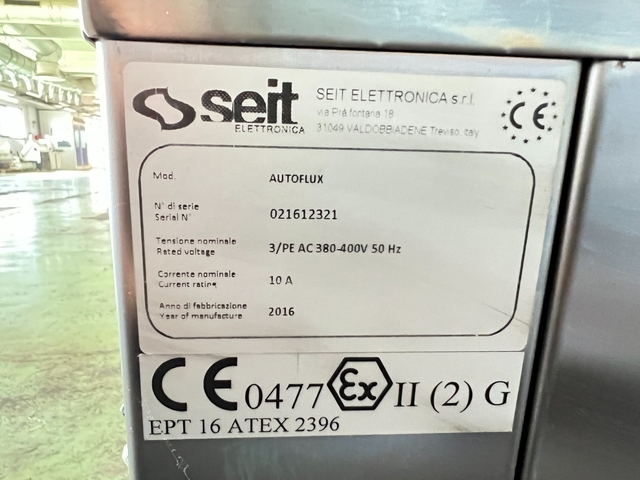 seit
ELETTRONICA
SEIT ELETTRONICA s.r.l.
via Prà fontana 18
31049 VALDOBBIADENE Treviso, Italy
CE
Mod. AUTOFLUX
N° di serie
Serial N° 021612321
Tensione nominale
Rated voltage 3/PE AC 380-400V 50 Hz
Corrente nominale
Current rating 10 A
Anno di fabbricazione
Year of manufacture 2016
CE 0477 Ex II (2) G
EPT 16 ATEX 2396